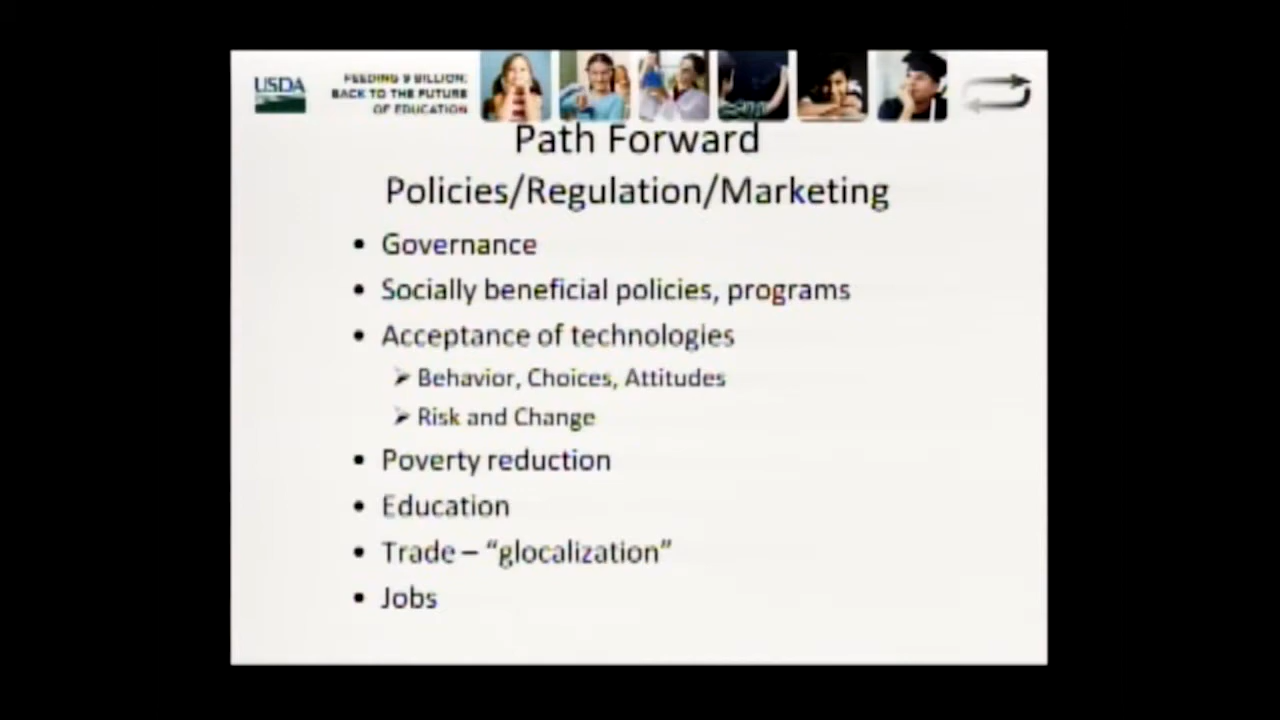 USDA
FEEDING 9 BILLION:
BACK TO THE FUTURE
OF EDUCATION
Path Forward
Policies/Regulation/Marketing
• Governance
• Socially beneficial policies, programs
• Acceptance of technologies
➢ Behavior, Choices, Attitudes
➢ Risk and Change
• Poverty reduction
• Education
• Trade – “glocalization”
• Jobs